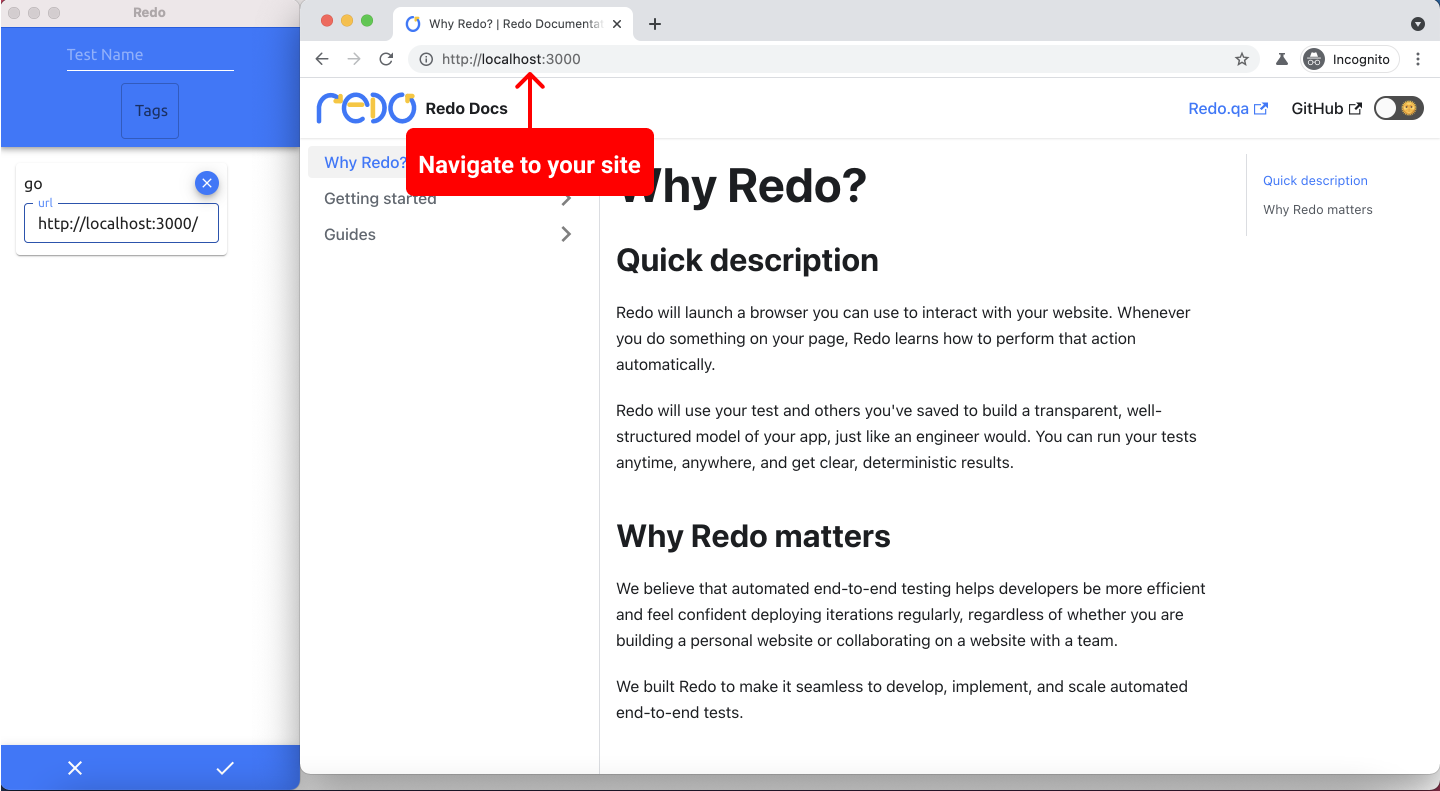 Redo
Test Name
Tags
go
url
http://localhost:3000/
Why Redo? | Redo Documenta
http://localhost:3000
Incognito
redo
Redo Docs
Redo.qa
GitHub
Navigate to your site
Why Redo?
Getting started
Guides
Why Redo?
Quick description
Redo will launch a browser you can use to interact with your website. Whenever
you do something on your page, Redo learns how to perform that action
automatically.
Redo will use your test and others you've saved to build a transparent, well-
structured model of your app, just like an engineer would. You can run your tests
anytime, anywhere, and get clear, deterministic results.
Why Redo matters
We believe that automated end-to-end testing helps developers be more efficient
and feel confident deploying iterations regularly, regardless of whether you are
building a personal website or collaborating on a website with a team.
We built Redo to make it seamless to develop, implement, and scale automated
end-to-end tests.
Quick description
Why Redo matters